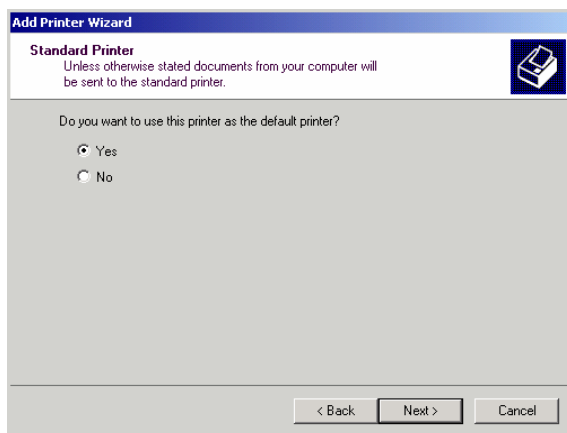 Add Printer Wizard
Standard Printer
Unless otherwise stated documents from your computer will
be sent to the standard printer.
Do you want to use this printer as the default printer?
Yes
No
< Back
Next >
Cancel